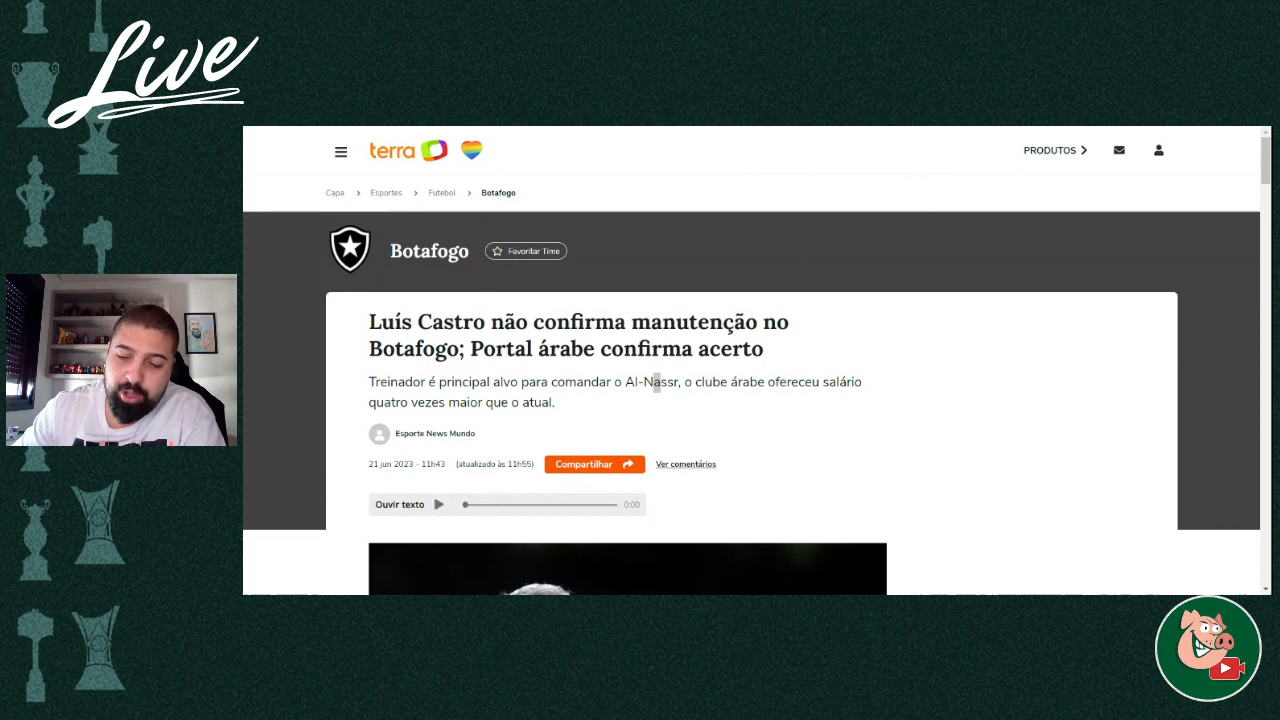 Live
terra
PRODUTOS
Capa > Esportes > Futebol > Botafogo
Botafogo
Favoritar Time
Luís Castro não confirma manutenção no
Botafogo; Portal árabe confirma acerto
Treinador é principal alvo para comandar o Al-Nassr, o clube árabe ofereceu salário
quatro vezes maior que o atual.
Esporte News Mundo
21 jun 2023 - 11h43 (atualizado às 11h55) Compartilhar Ver comentários
Ouvir texto 0:00